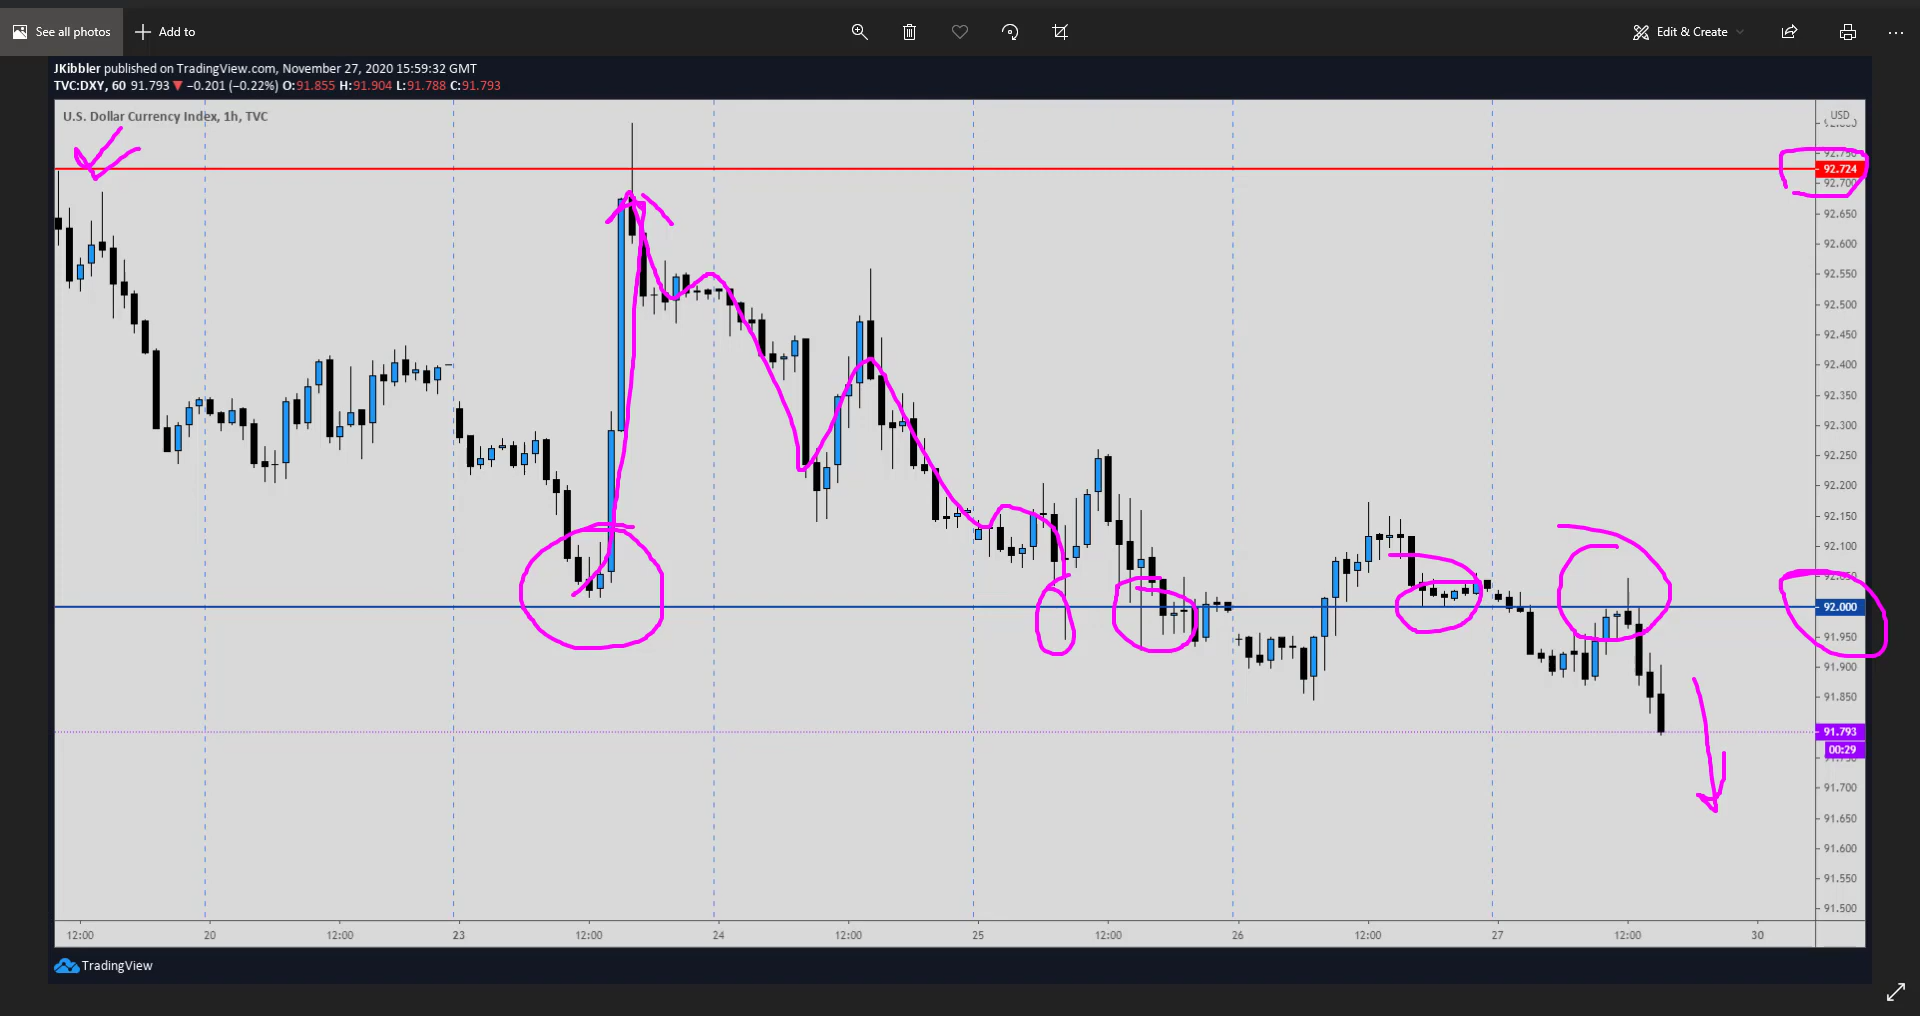 See all photos
Add to
Edit & Create
JKibbler published on TradingView.com, November 27, 2020 15:59:32 GMT
TVC:DXY, 60 91.793 ▼ −0.201 (−0.22%) O:91.855 H:91.904 L:91.788 C:91.793
U.S. Dollar Currency Index, 1h, TVC
USD
92.750
92.724
92.700
92.650
92.600
92.550
92.500
92.450
92.400
92.350
92.300
92.250
92.200
92.150
92.100
92.000
91.950
91.900
91.850
91.793
00:29
91.700
91.650
91.600
91.550
91.500
12:00 20 12:00 23 12:00 24 12:00 25 12:00 26 12:00 27 12:00 30
TradingView